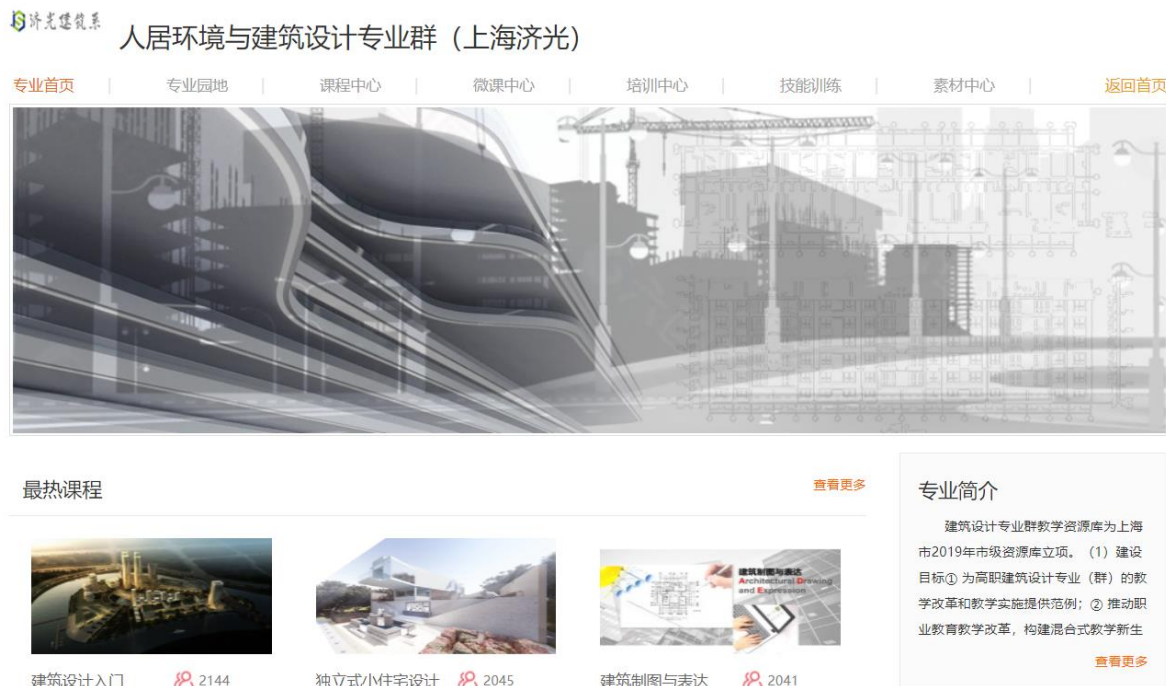 济光建筑系
人居环境与建筑设计专业群（上海济光）
专业首页 专业园地 课程中心 微课中心 培训中心 技能训练 素材中心 返回首页
最热课程 查看更多
建筑制图与表达
Architectural Drawing
and Expression
建筑设计入门 2144 独立式小住宅设计 2045 建筑制图与表达 2041
专业简介
建筑设计专业群教学资源库为上海
市2019年市级资源库立项。（1）建设
目标① 为高职建筑设计专业（群）的教
学改革和教学实施提供范例；② 推动职
业教育教学改革，构建混合式教学新生
查看更多